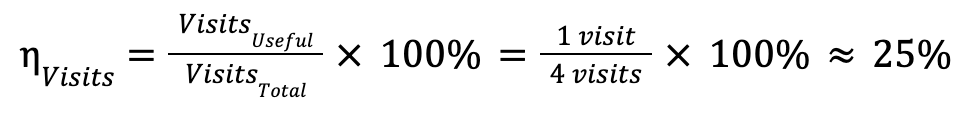 η_Visits = Visits_Useful / Visits_Total × 100% = 1 visit / 4 visits × 100% ≈ 25%